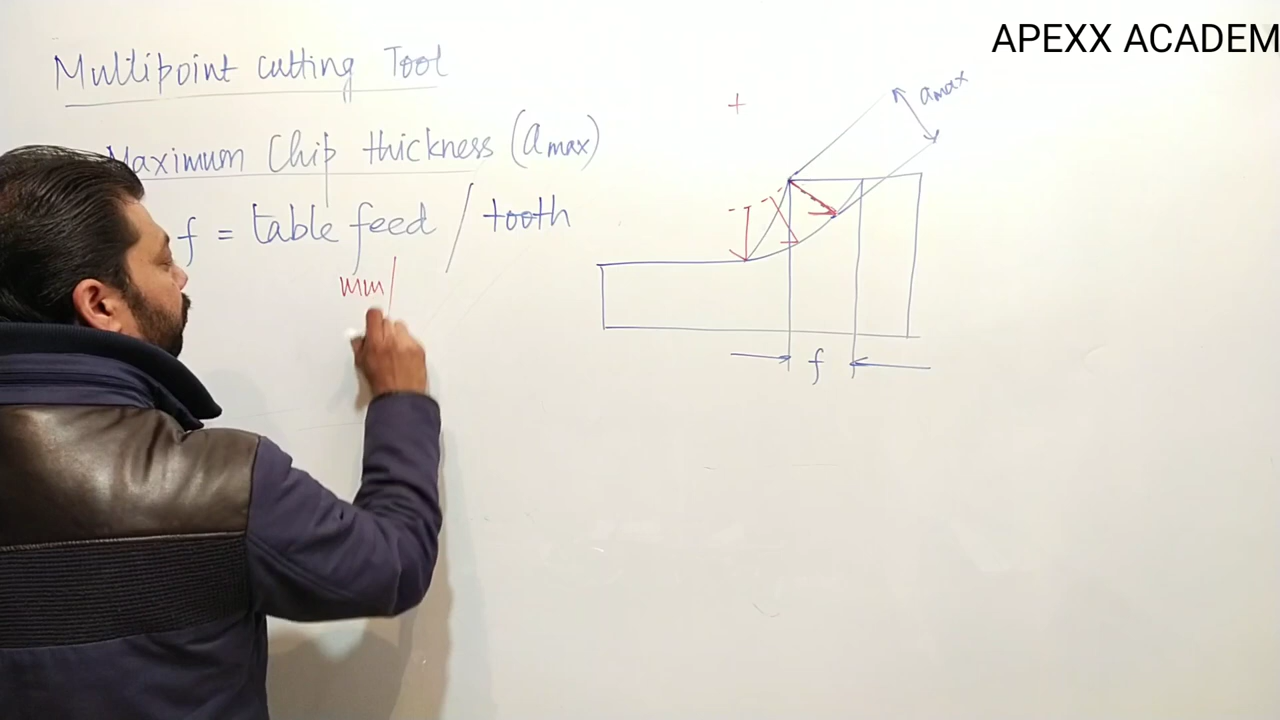 APEXX ACADEM
Multipoint cutting Tool
Maximum Chip thickness (amax)
f = table feed / tooth
mm/
amax
f